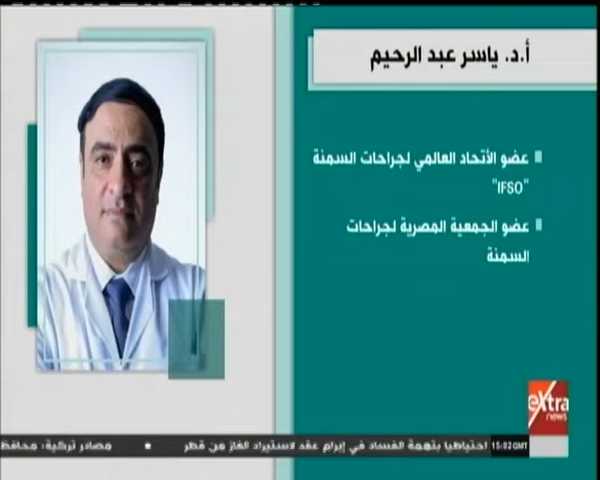 أ.د. ياسر عبد الرحيم
عضو الأتحاد العالمي لجراحات السمنة
"IFSO"
عضو الجمعية المصرية لجراحات
السمنة
extra
news
15:02 GMT احتياطيا بتهمة الفساد في إبرام عقد لاستيراد الغاز من قطر ■ مصادر تركية: محافظ